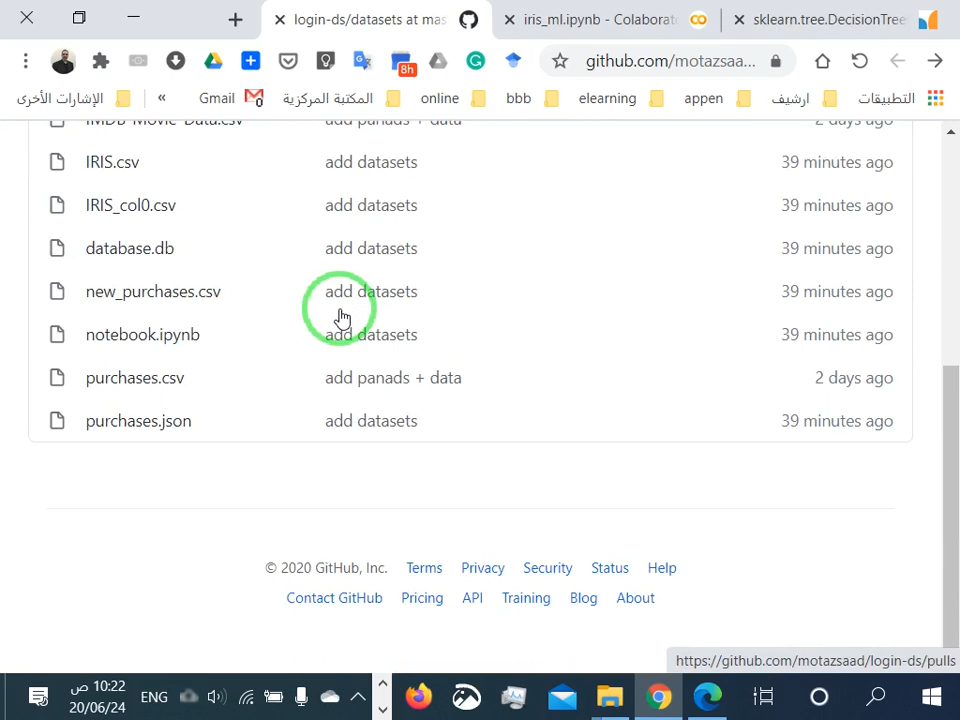 login-ds/datasets at mas
iris_ml.ipynb - Colaborat
sklearn.tree.DecisionTree
8h
github.com/motazsaa...
التطبيقات
ارشيف
appen
elearning
bbb
online
المكتبة المركزية
Gmail
»
الإشارات الأخرى
IMDB-Movie-Data.csv add panads + data 2 days ago
IRIS.csv add datasets 39 minutes ago
IRIS_col0.csv add datasets 39 minutes ago
database.db add datasets 39 minutes ago
new_purchases.csv add datasets 39 minutes ago
notebook.ipynb add datasets 39 minutes ago
purchases.csv add panads + data 2 days ago
purchases.json add datasets 39 minutes ago
© 2020 GitHub, Inc. Terms Privacy Security Status Help
Contact GitHub Pricing API Training Blog About
https://github.com/motazsaad/login-ds/pulls
10:22 ص
20/06/24
ENG